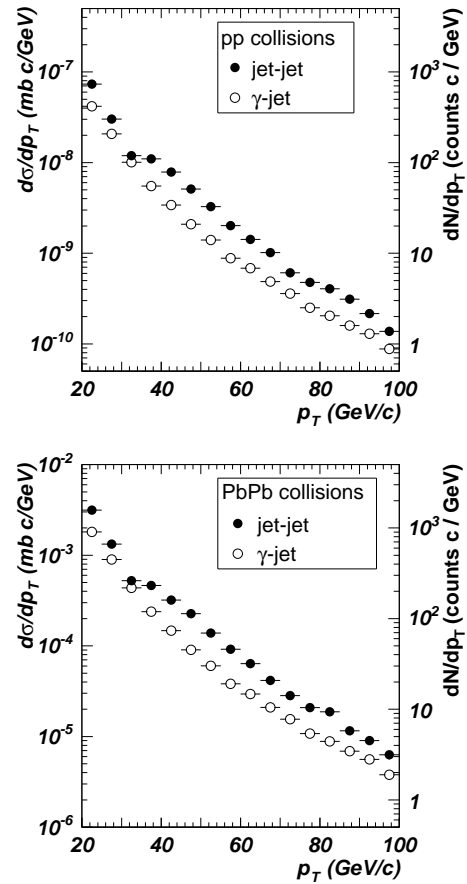 pp collisions
jet-jet
γ-jet
dσ/dp_T (mb c/GeV)
dN/dp_T (counts c / GeV)
10^-7
10^-8
10^-9
10^-10
10^3
10^2
10
1
20 40 60 80 100
p_T (GeV/c)
PbPb collisions
jet-jet
γ-jet
dσ/dp_T (mb c/GeV)
dN/dp_T (counts c / GeV)
10^-2
10^-3
10^-4
10^-5
10^-6
10^3
10^2
10
1
20 40 60 80 100
p_T (GeV/c)